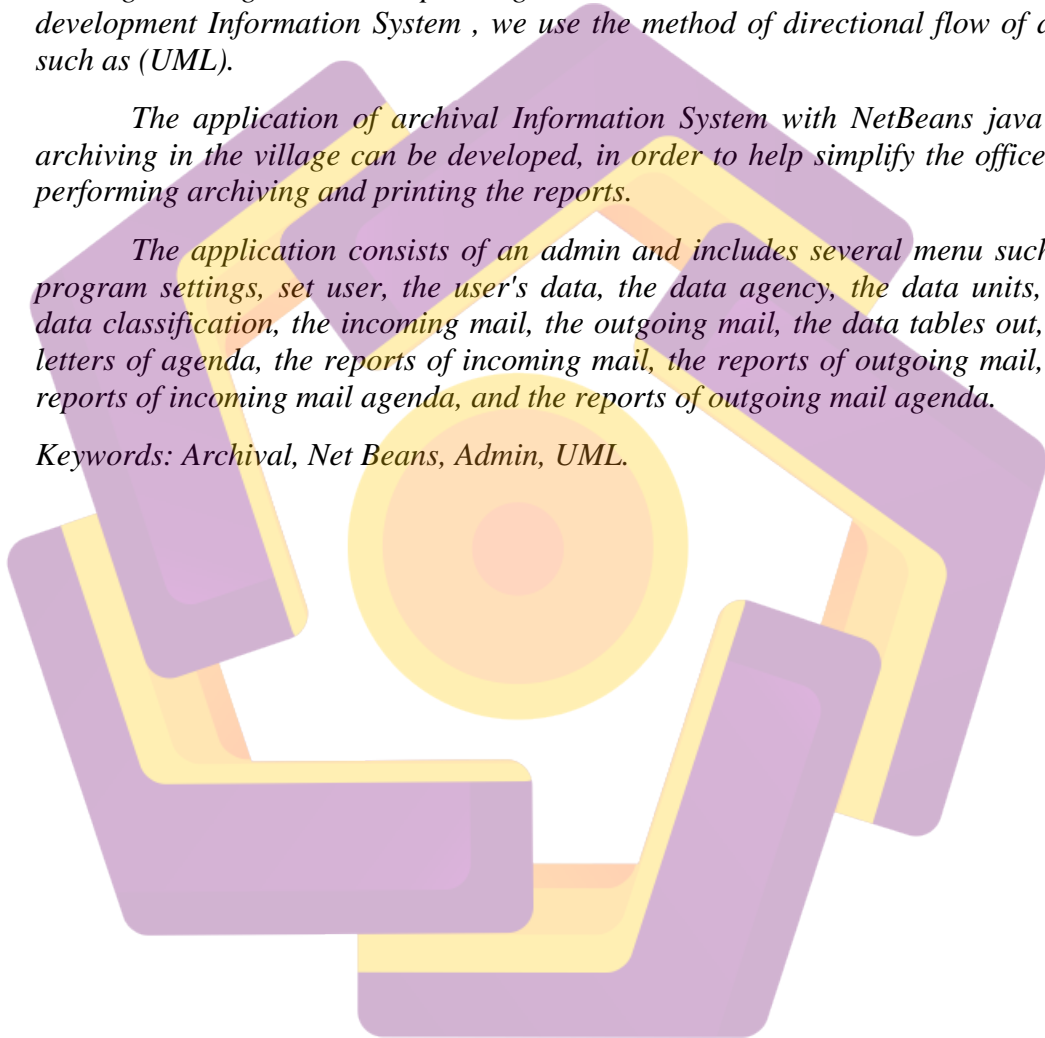 development Information System , we use the method of directional flow of
such as (UML).
The application of archival Information System with NetBeans java
archiving in the village can be developed, in order to help simplify the office
performing archiving and printing the reports.
The application consists of an admin and includes several menu such
program settings, set user, the user's data, the data agency, the data units,
data classification, the incoming mail, the outgoing mail, the data tables out,
letters of agenda, the reports of incoming mail, the reports of outgoing mail,
reports of incoming mail agenda, and the reports of outgoing mail agenda.
Keywords: Archival, Net Beans, Admin, UML.